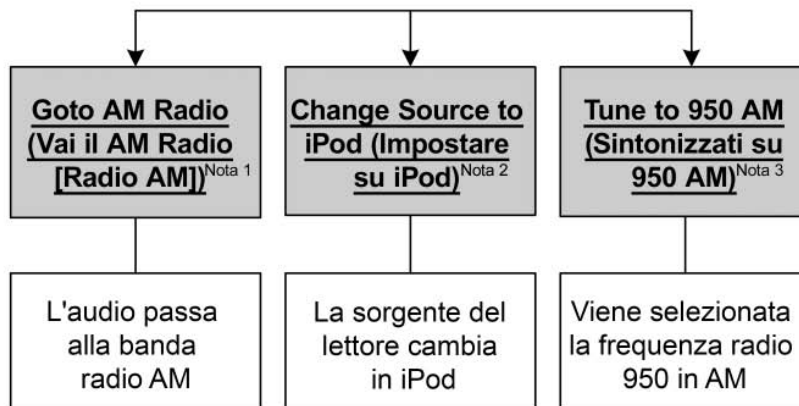 Goto AM Radio
(Vai il AM Radio
[Radio AM])Nota 1
Change Source to
iPod (Impostare
su iPod)Nota 2
Tune to 950 AM
(Sintonizzati su
950 AM)Nota 3
L'audio passa
alla banda
radio AM
La sorgente del
lettore cambia
in iPod
Viene selezionata
la frequenza radio
950 in AM